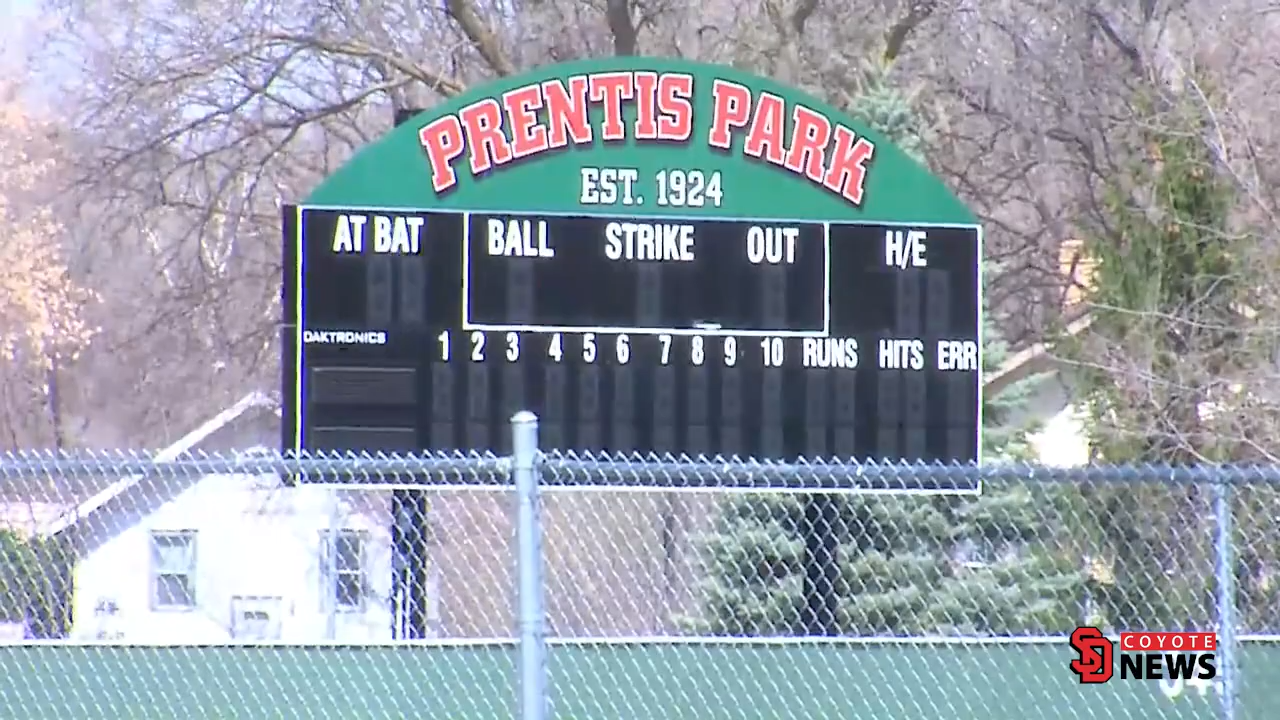 PRENTIS PARK
EST. 1924
AT BAT BALL STRIKE OUT H/E
DAKTRONICS
1 2 3 4 5 6 7 8 9 10 RUNS HITS ERR
SD COYOTE
NEWS